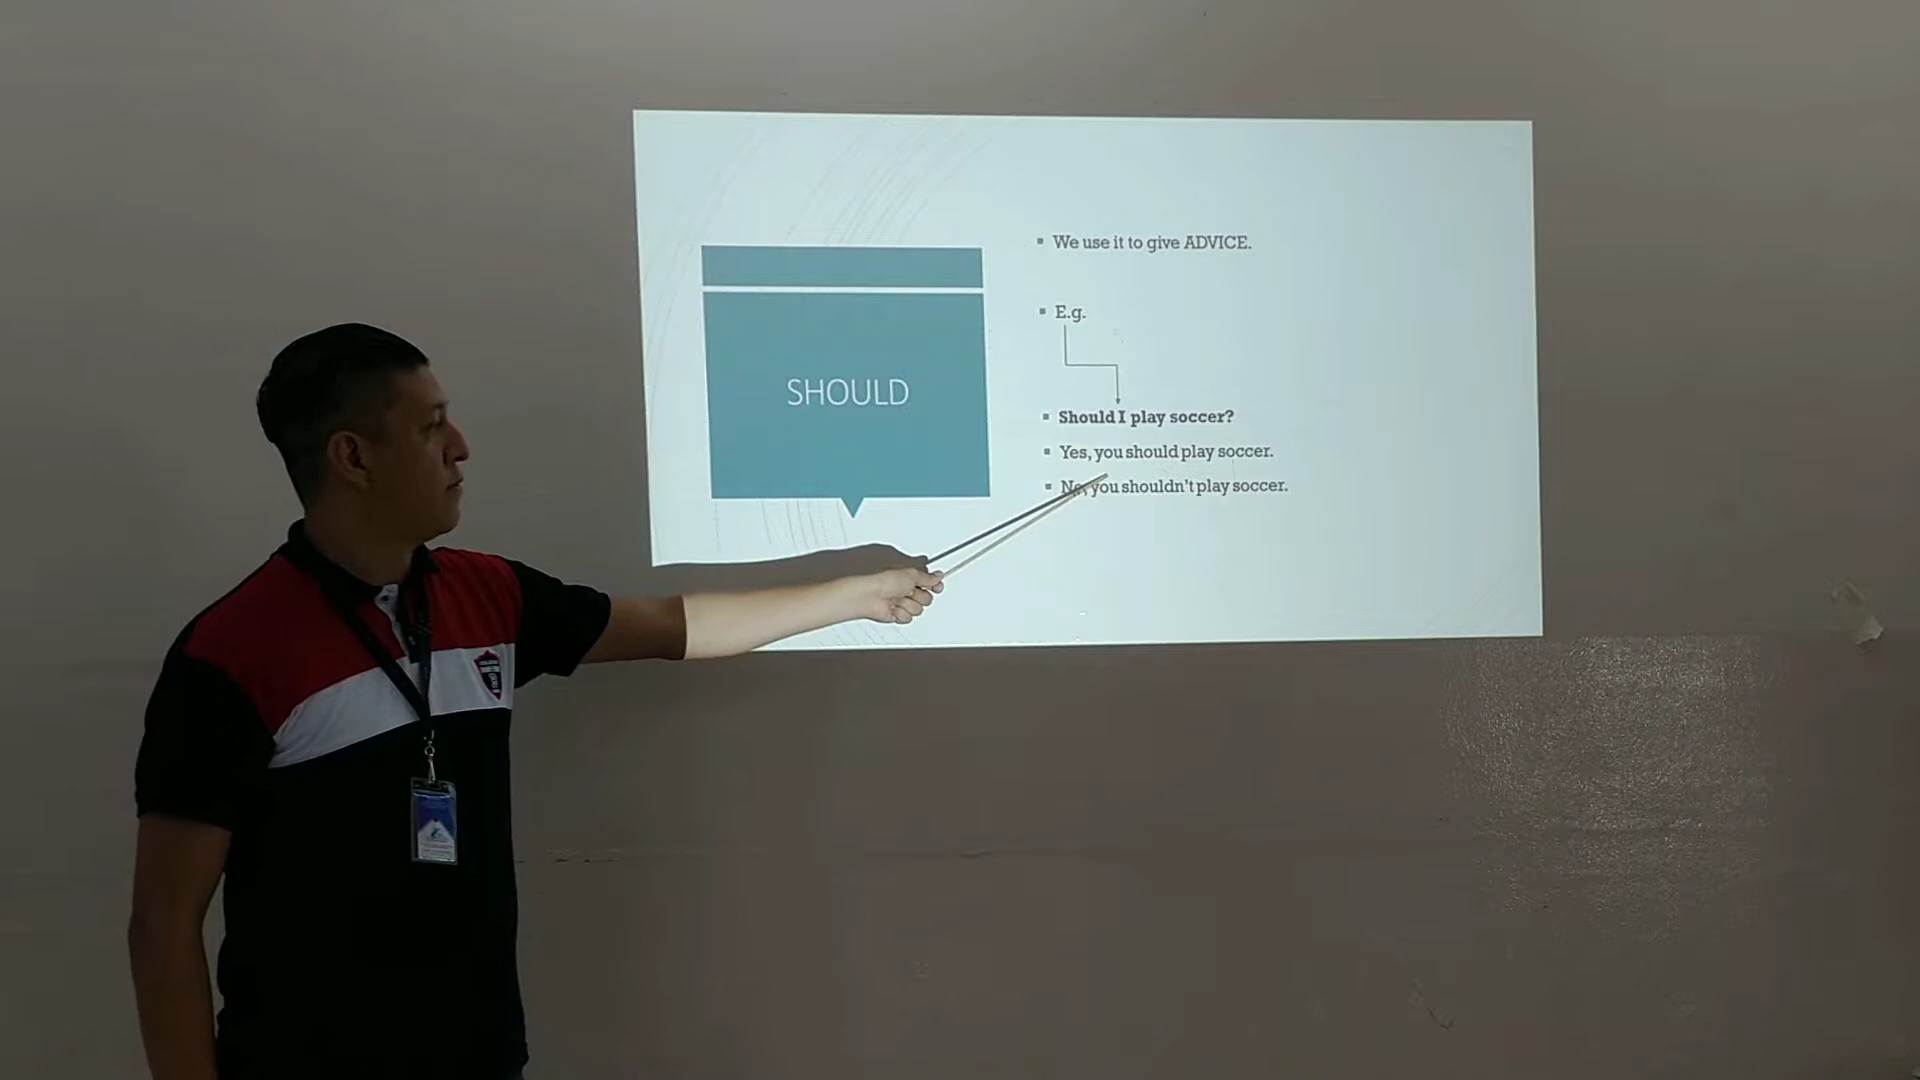 SHOULD
We use it to give ADVICE.
E.g.
Should I play soccer?
Yes, you should play soccer.
No, you shouldn't play soccer.